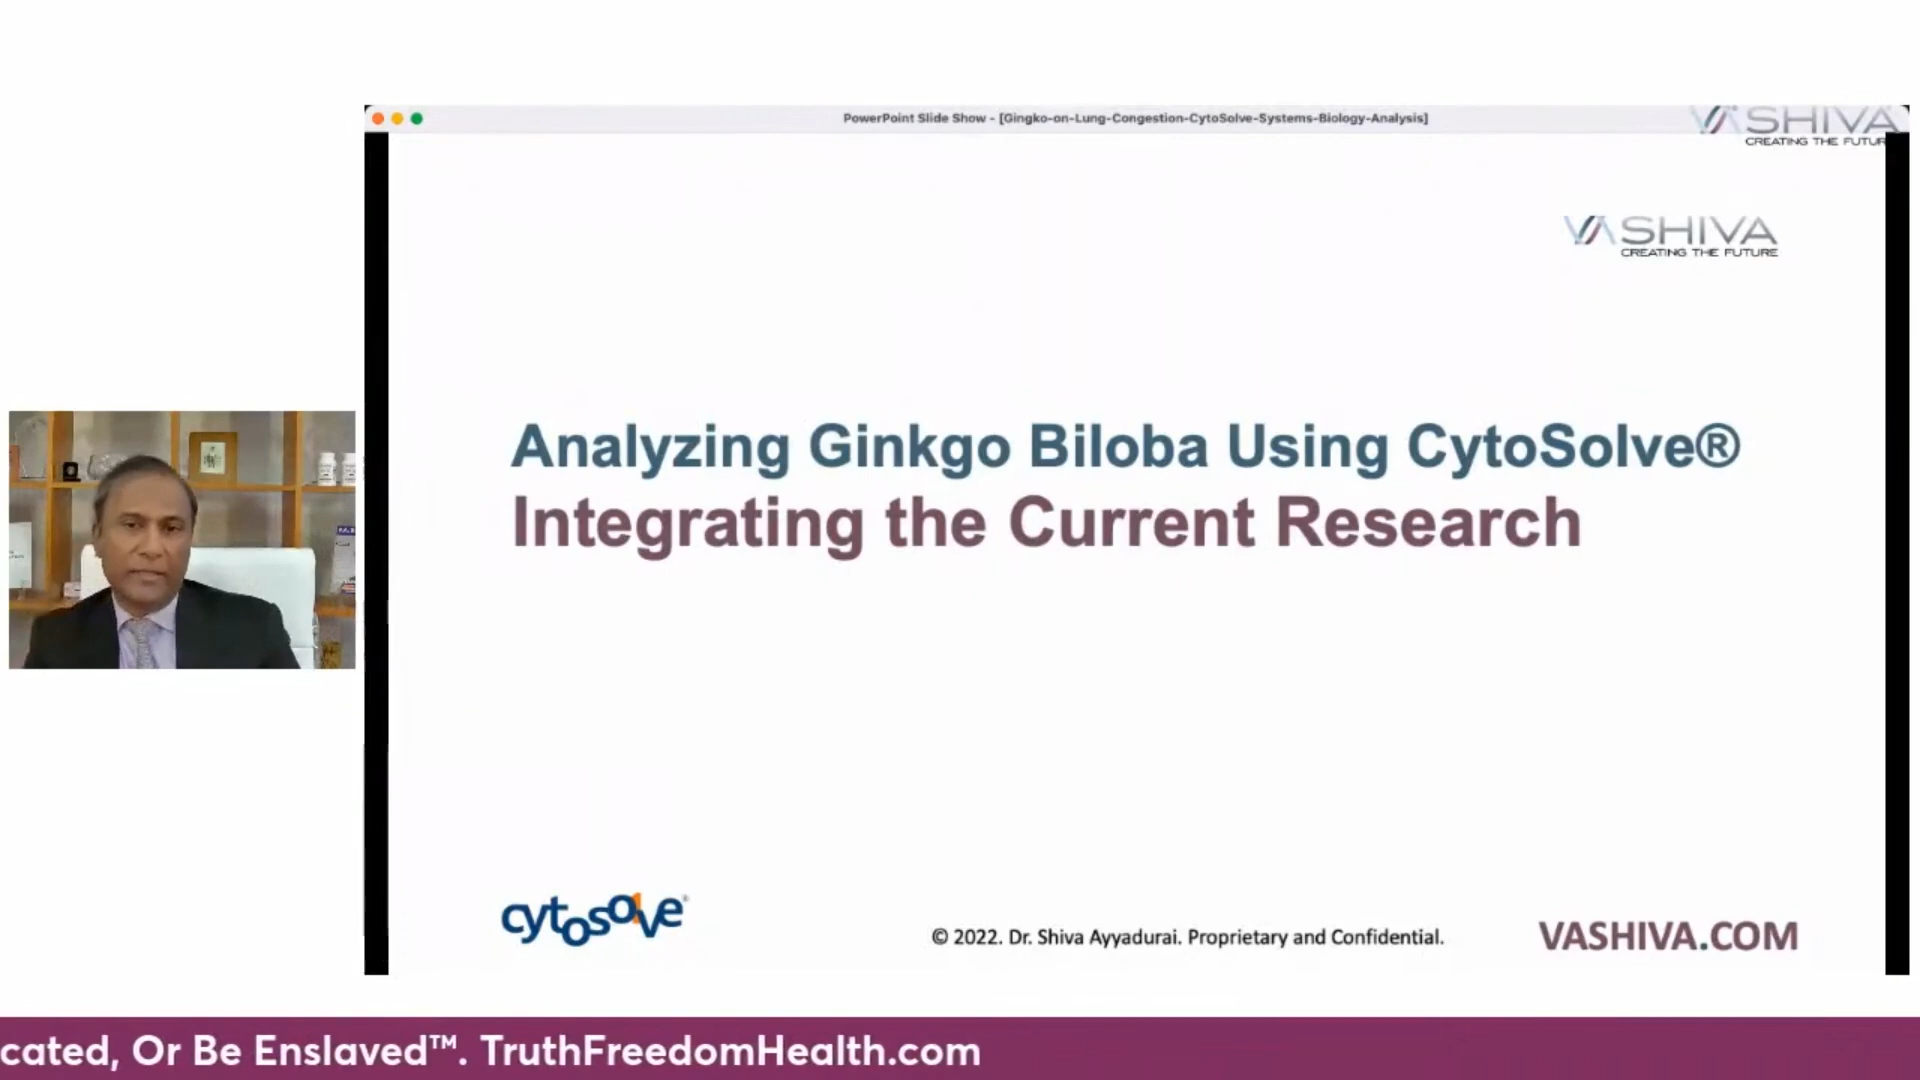 PowerPoint Slide Show - [Gingko-on-Lung-Congestion-CytoSolve-Systems-Biology-Analysis]
VASHIVA
CREATING THE FUTUR
VASHIVA
CREATING THE FUTURE
Analyzing Ginkgo Biloba Using CytoSolve®
Integrating the Current Research
cytosolve®
© 2022. Dr. Shiva Ayyadurai. Proprietary and Confidential.
VASHIVA.COM
cated, Or Be Enslaved™. TruthFreedomHealth.com